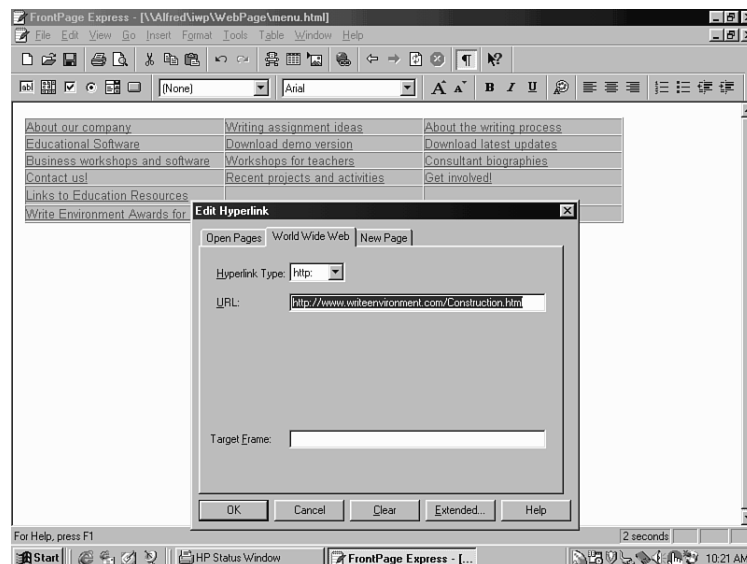 FrontPage Express - [\\Alfred\iwp\WebPage\menu.html]
File Edit View Go Insert Format Tools Table Window Help
abl (None) Arial A A B I U
About our company Writing assignment ideas About the writing process
Educational Software Download demo version Download latest updates
Business workshops and software Workshops for teachers Consultant biographies
Contact us! Recent projects and activities Get involved!
Links to Education Resources
Write Environment Awards for
Edit Hyperlink
Open Pages World Wide Web New Page
Hyperlink Type: http:
URL: http://www.writeenvironment.com/Construction.html
Target Frame:
OK Cancel Clear Extended... Help
For Help, press F1 2 seconds
Start HP Status Window FrontPage Express - [... 10:21 AM